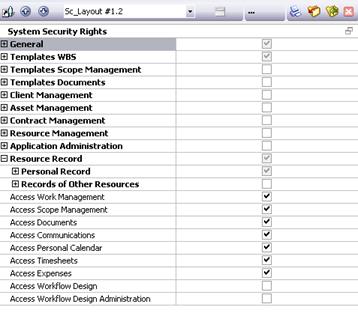 Sc_Layout #1.2
...
System Security Rights
General
Templates WBS
Templates Scope Management
Templates Documents
Client Management
Asset Management
Contract Management
Resource Management
Application Administration
Resource Record
Personal Record
Records of Other Resources
Access Work Management
Access Scope Management
Access Documents
Access Communications
Access Personal Calendar
Access Timesheets
Access Expenses
Access Workflow Design
Access Workflow Design Administration